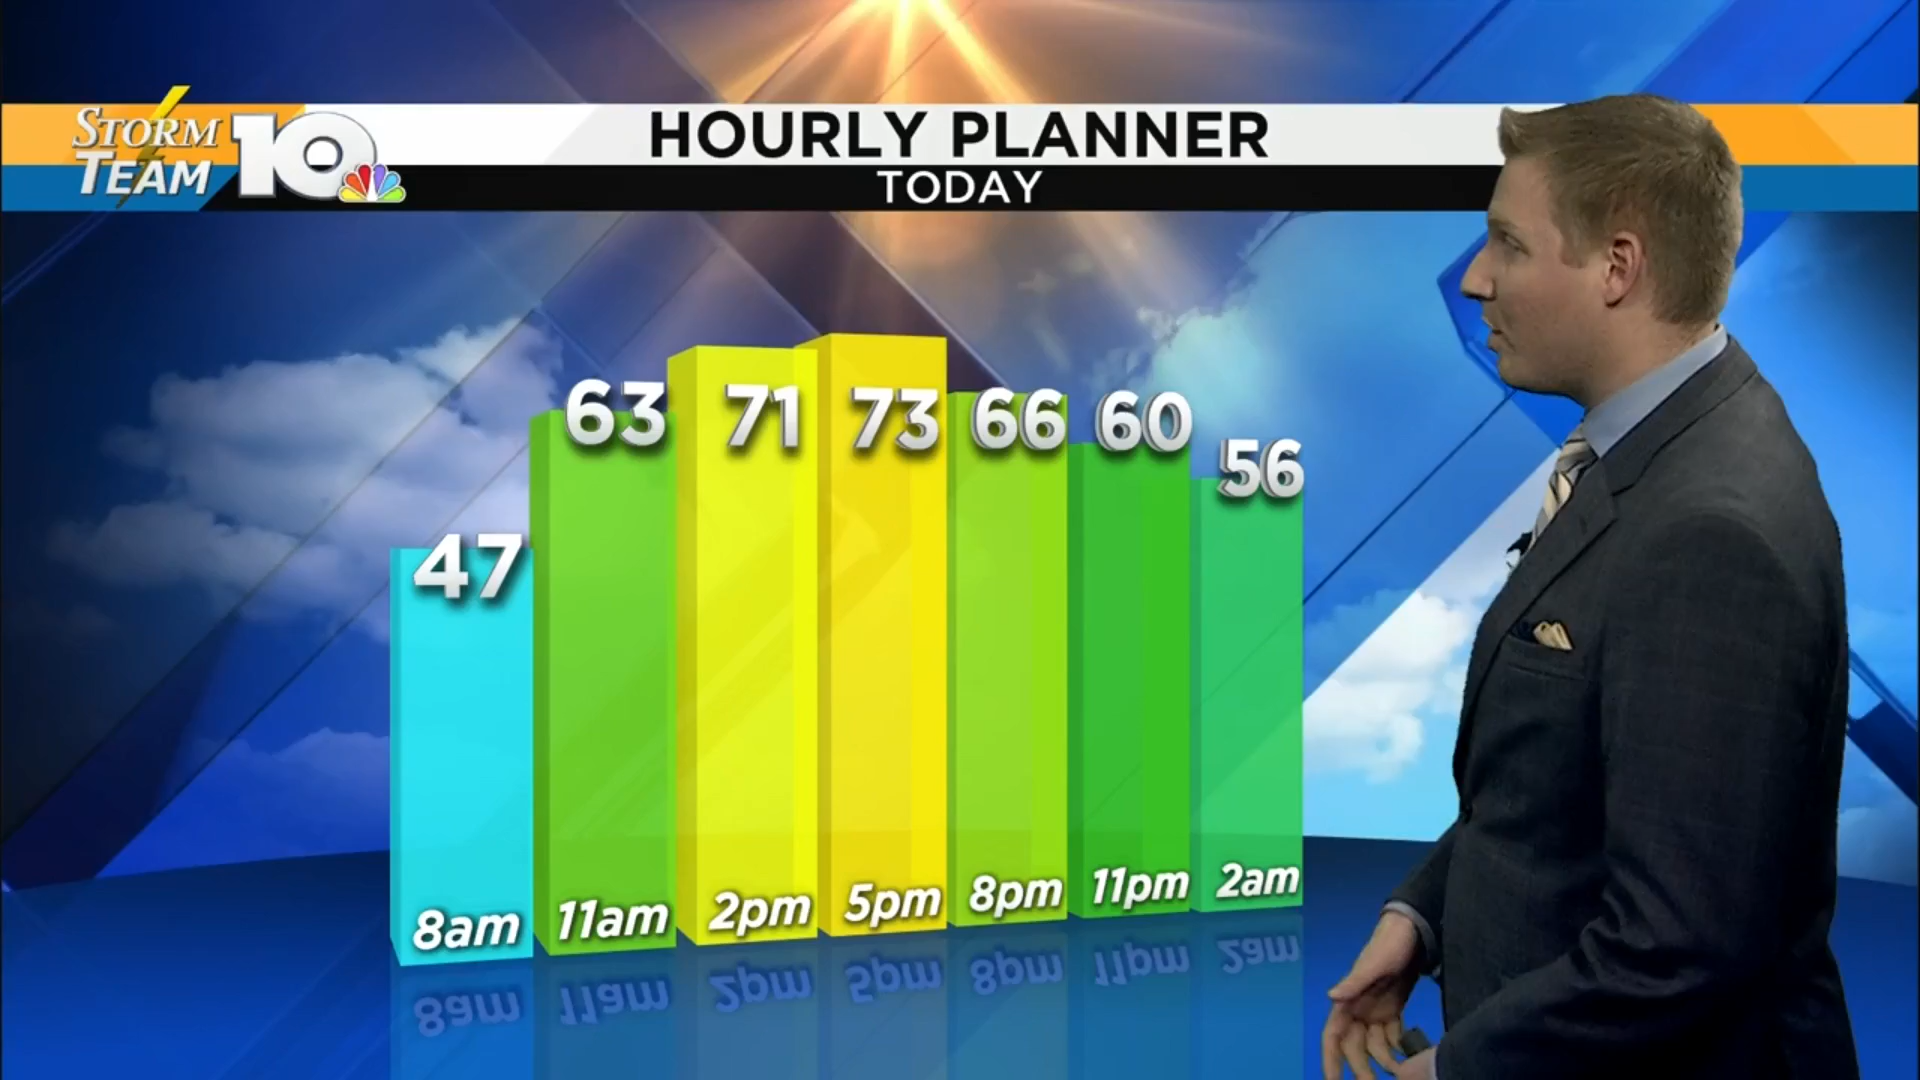 STORM
TEAM
10
HOURLY PLANNER
TODAY
47 63 71 73 66 60 56
8am 11am 2pm 5pm 8pm 11pm 2am